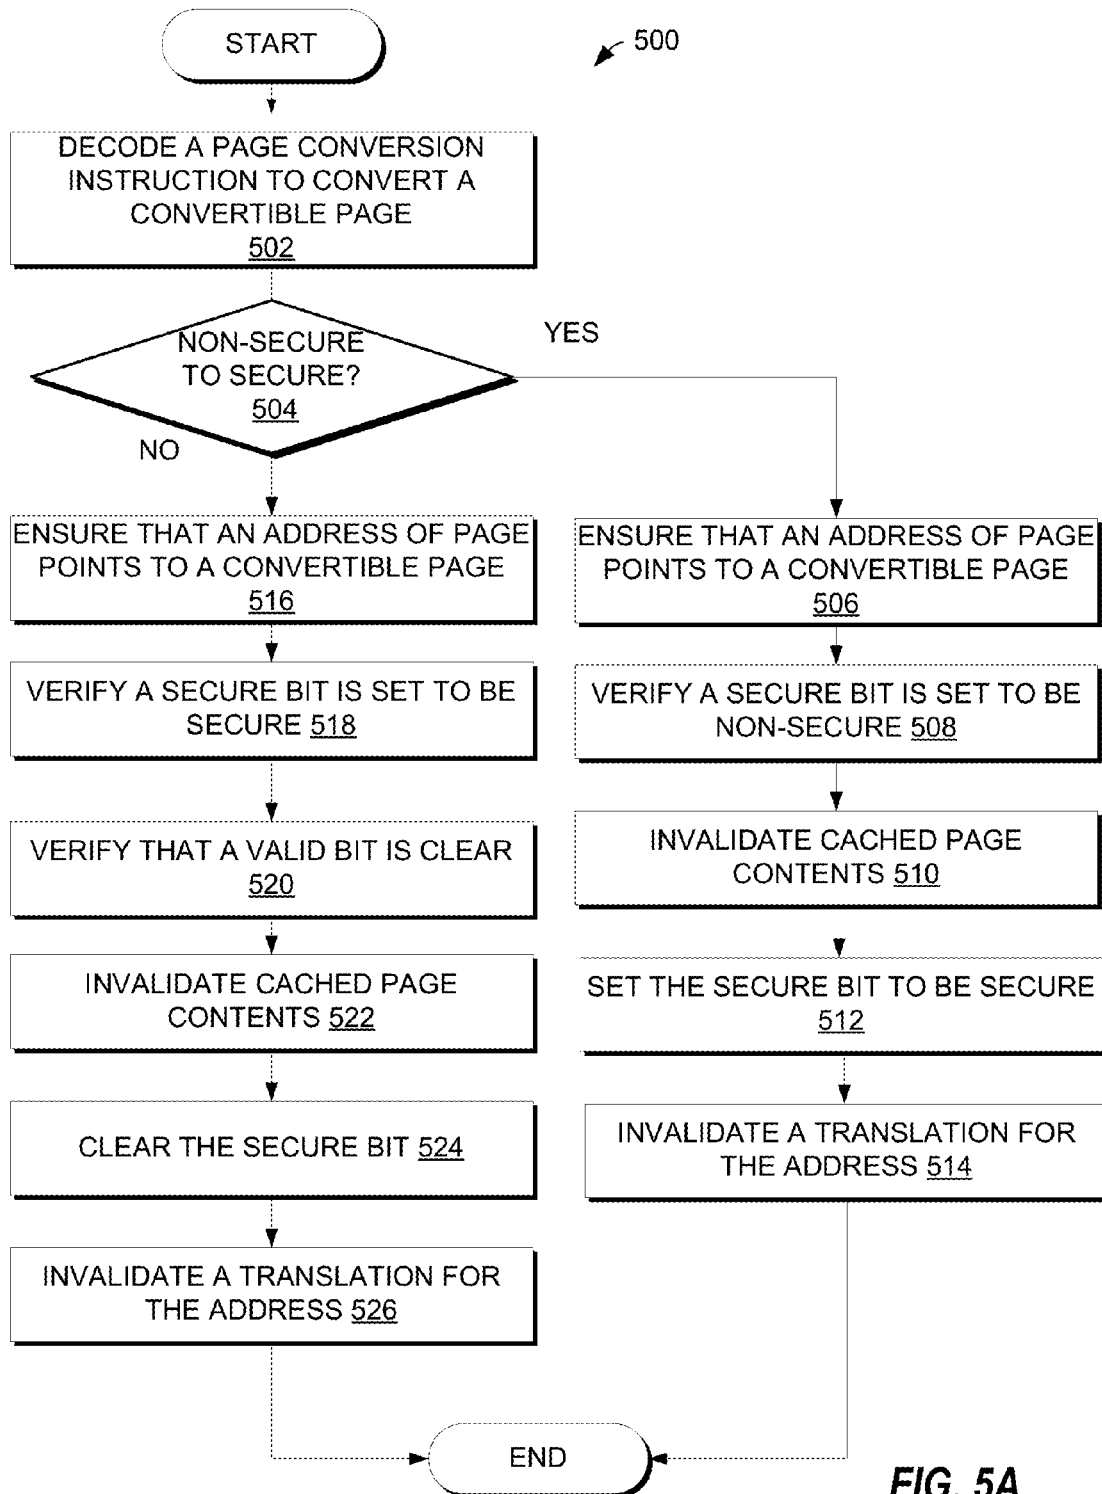 START
500
DECODE A PAGE CONVERSION
INSTRUCTION TO CONVERT A
CONVERTIBLE PAGE
502
NON-SECURE
TO SECURE?
504
YES
NO
ENSURE THAT AN ADDRESS OF PAGE
POINTS TO A CONVERTIBLE PAGE
516
VERIFY A SECURE BIT IS SET TO BE
SECURE 518
VERIFY THAT A VALID BIT IS CLEAR
520
INVALIDATE CACHED PAGE
CONTENTS 522
CLEAR THE SECURE BIT 524
INVALIDATE A TRANSLATION FOR
THE ADDRESS 526
ENSURE THAT AN ADDRESS OF PAGE
POINTS TO A CONVERTIBLE PAGE
506
VERIFY A SECURE BIT IS SET TO BE
NON-SECURE 508
INVALIDATE CACHED PAGE
CONTENTS 510
SET THE SECURE BIT TO BE SECURE
512
INVALIDATE A TRANSLATION FOR
THE ADDRESS 514
END
FIG. 5A